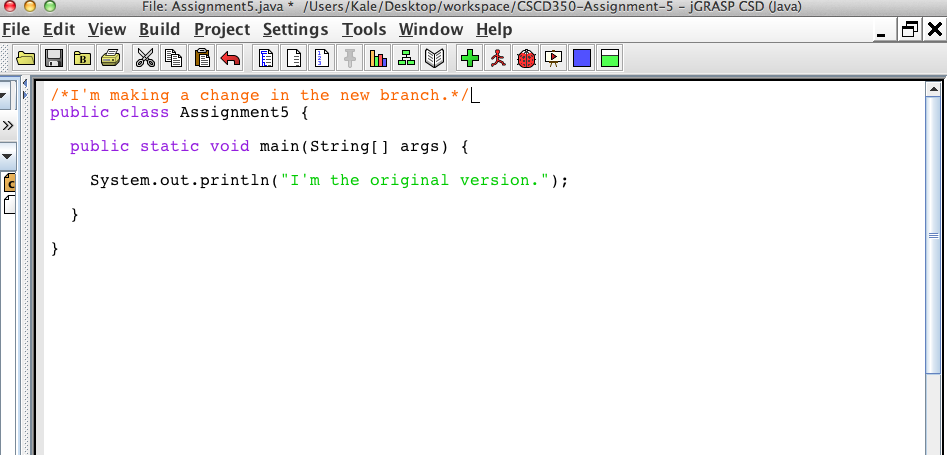 File: Assignment5.java * /Users/Kale/Desktop/workspace/CSCD350-Assignment-5 - jGRASP CSD (Java)
File Edit View Build Project Settings Tools Window Help
/*I'm making a change in the new branch.*/
public class Assignment5 {
public static void main(String[] args) {
System.out.println("I'm the original version.");
}
}